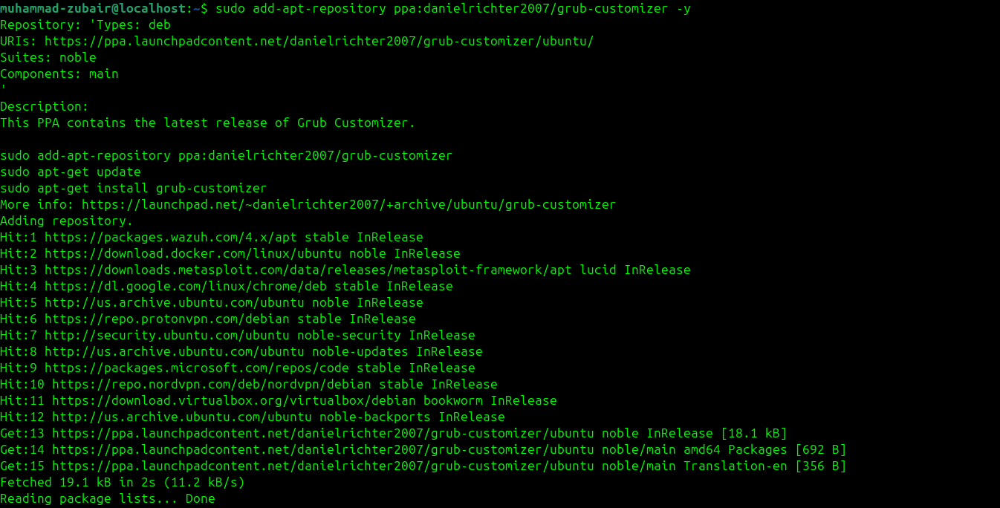 muhammad-zubair@localhost:~$ sudo add-apt-repository ppa:danielrichter2007/grub-customizer -y
Repository: 'Types: deb
URIs: https://ppa.launchpadcontent.net/danielrichter2007/grub-customizer/ubuntu/
Suites: noble
Components: main
'
Description:
This PPA contains the latest release of Grub Customizer.

sudo add-apt-repository ppa:danielrichter2007/grub-customizer
sudo apt-get update
sudo apt-get install grub-customizer
More info: https://launchpad.net/~danielrichter2007/+archive/ubuntu/grub-customizer
Adding repository.
Hit:1 https://packages.wazuh.com/4.x/apt stable InRelease
Hit:2 https://download.docker.com/linux/ubuntu noble InRelease
Hit:3 https://downloads.metasploit.com/data/releases/metasploit-framework/apt lucid InRelease
Hit:4 https://dl.google.com/linux/chrome/deb stable InRelease
Hit:5 http://us.archive.ubuntu.com/ubuntu noble InRelease
Hit:6 https://repo.protonvpn.com/debian stable InRelease
Hit:7 http://security.ubuntu.com/ubuntu noble-security InRelease
Hit:8 http://us.archive.ubuntu.com/ubuntu noble-updates InRelease
Hit:9 https://packages.microsoft.com/repos/code stable InRelease
Hit:10 https://repo.nordvpn.com/deb/nordvpn/debian stable InRelease
Hit:11 https://download.virtualbox.org/virtualbox/debian bookworm InRelease
Hit:12 http://us.archive.ubuntu.com/ubuntu noble-backports InRelease
Get:13 https://ppa.launchpadcontent.net/danielrichter2007/grub-customizer/ubuntu noble InRelease [18.1 kB]
Get:14 https://ppa.launchpadcontent.net/danielrichter2007/grub-customizer/ubuntu noble/main amd64 Packages [692 B]
Get:15 https://ppa.launchpadcontent.net/danielrichter2007/grub-customizer/ubuntu noble/main Translation-en [356 B]
Fetched 19.1 kB in 2s (11.2 kB/s)
Reading package lists... Done